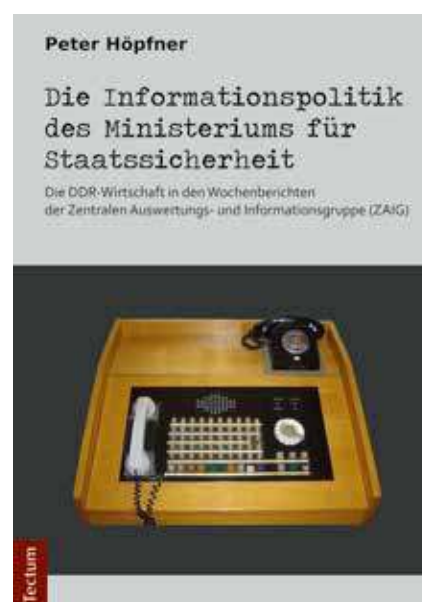 Peter Höpfner
Die Informationspolitik
des Ministeriums für
Staatssicherheit
Die DDR-Wirtschaft in den Wochenberichten
der Zentralen Auswertungs- und Informationsgruppe (ZAIG)
Tectum